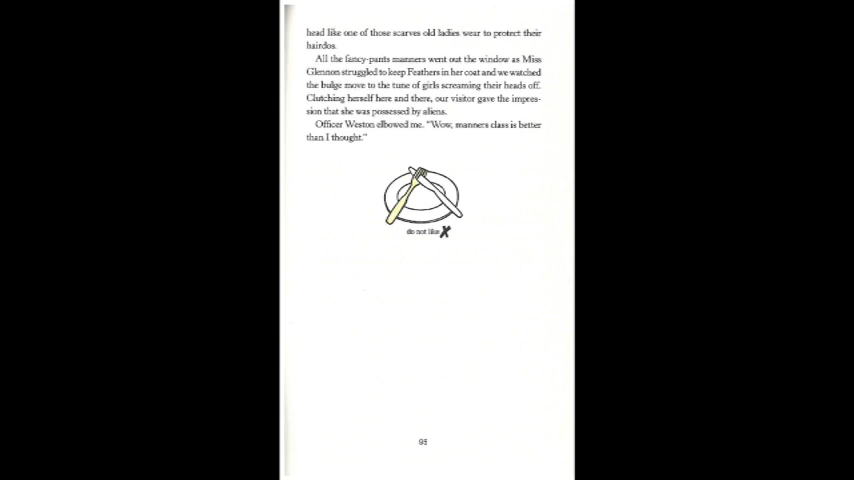 head like one of those scarves old ladies wear to protect their
hairdos.
All the fancy-pants manners went out the window as Miss
Glennon struggled to keep Feathers in her coat and we watched
the bulge move to the tune of girls screaming their heads off.
Clutching herself here and there, our visitor gave the impres-
sion that she was possessed by aliens.
Officer Weston elbowed me. “Wow, manners class is better
than I thought.”
do not like X
95